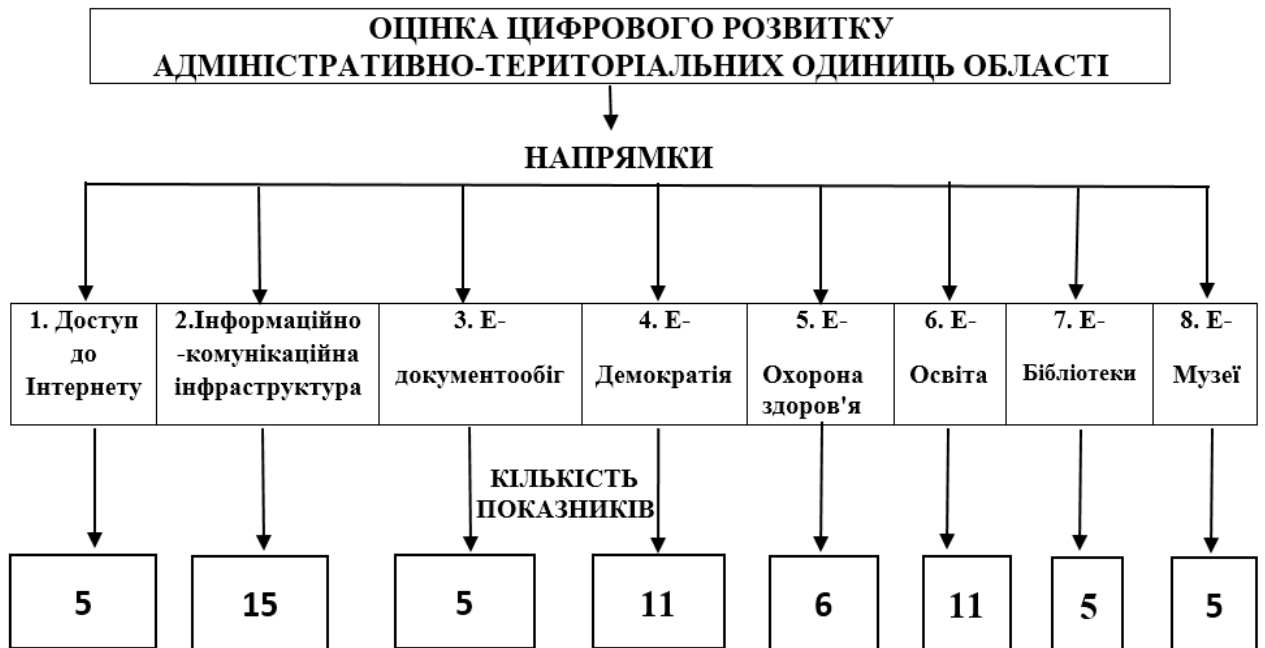 ОЦІНКА ЦИФРОВОГО РОЗВИТКУ
АДМІНІСТРАТИВНО-ТЕРИТОРІАЛЬНИХ ОДИНИЦЬ ОБЛАСТІ
НАПРЯМКИ
1. Доступ
до
Інтернету
2.Інформаційно
-комунікаційна
інфраструктура
3. Е-
документообіг
4. Е-
Демократія
5. Е-
Охорона
здоров'я
6. Е-
Освіта
7. Е-
Бібліотеки
8. Е-
Музеї
КІЛЬКІСТЬ
ПОКАЗНИКІВ
5
15
5
11
6
11
5
5